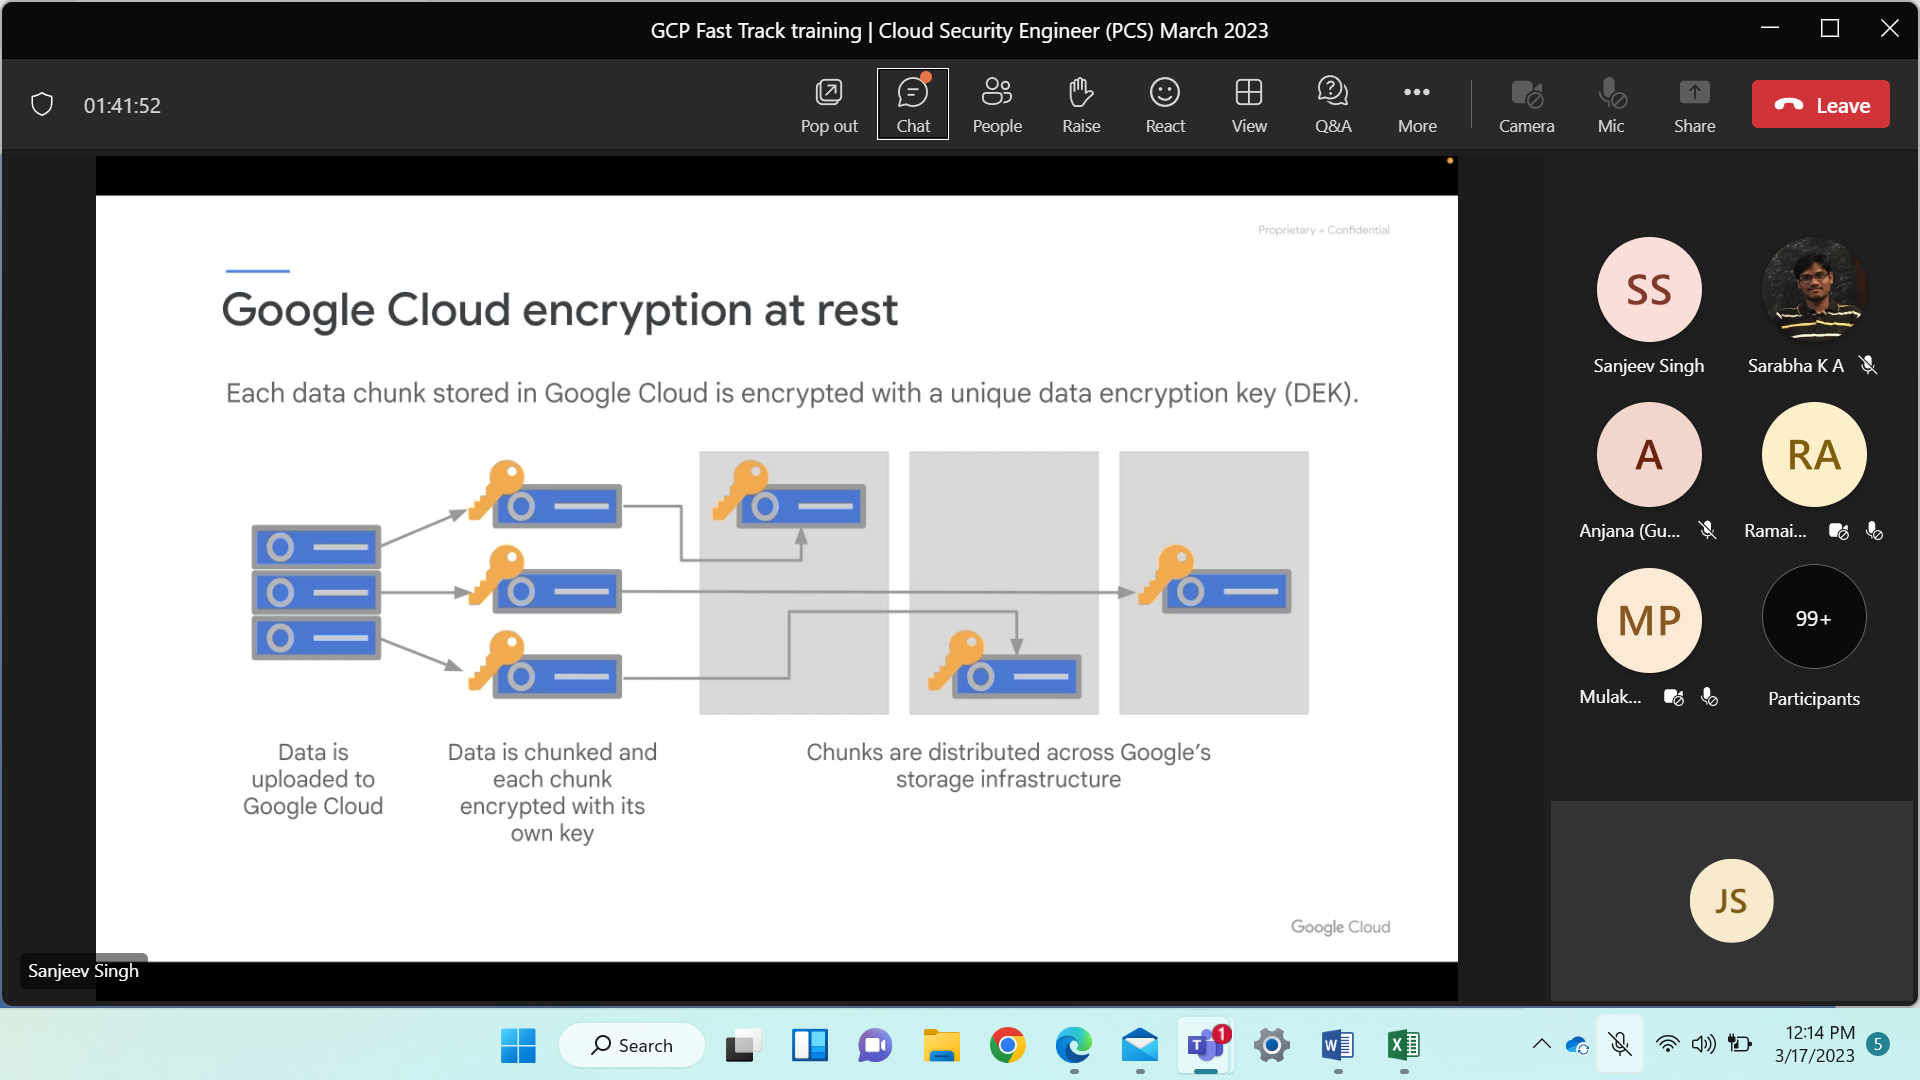 GCP Fast Track training | Cloud Security Engineer (PCS) March 2023
01:41:52
Pop out
Chat
People
Raise
React
View
Q&A
More
Camera
Mic
Share
Leave
Proprietary + Confidential
Google Cloud encryption at rest
Each data chunk stored in Google Cloud is encrypted with a unique data encryption key (DEK).
Data is
uploaded to
Google Cloud
Data is chunked and
each chunk
encrypted with its
own key
Chunks are distributed across Google's
storage infrastructure
Google Cloud
Sanjeev Singh
SS
Sanjeev Singh
Sarabha K A
A
Anjana (Gu...
RA
Ramai...
MP
Mulak...
99+
Participants
JS
Search
T
1
W
X
12:14 PM
3/17/2023
5